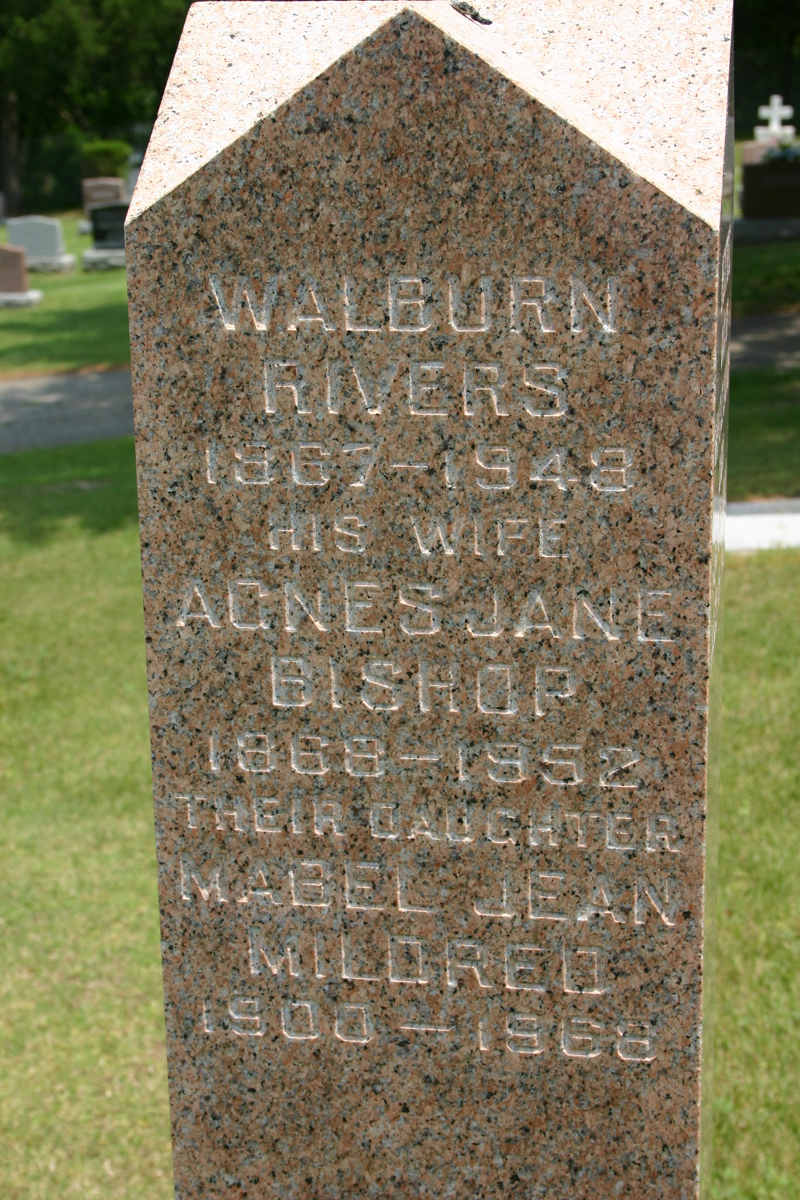 WALBURN
RIVERS
1867-1948
HIS WIFE
AGNES JANE
BISHOP
1868-1952
THEIR DAUGHTER
MABEL JEAN
MILDRED
1900-1968